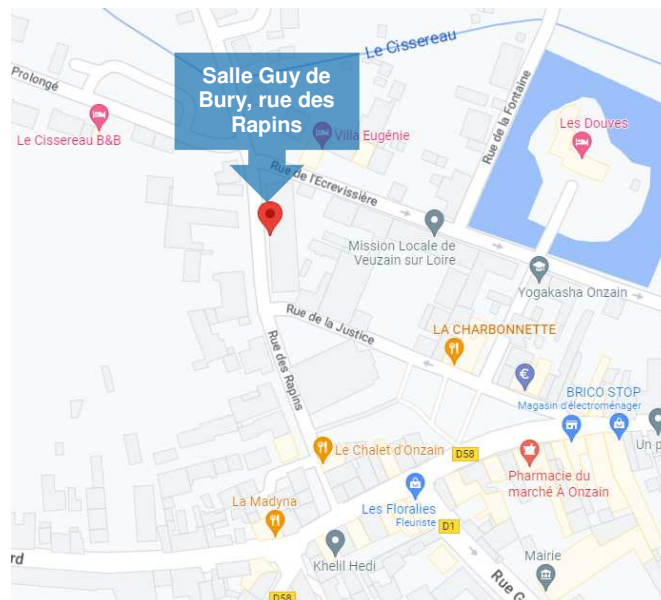 Le Cissereau
Prolongé
Salle Guy de
Bury, rue des
Rapins
Le Cissereau B&B
Villa Eugénie
Rue de la Fontaine
Les Douves
Rue de l'Ecrevissière
Mission Locale de
Veuzain sur Loire
Yogakasha Onzain
Rue de la Justice
LA CHARBONNETTE
Rue des Rapins
€
BRICO STOP
Magasin d'électroménager
Un p
Le Chalet d'Onzain
D58
Pharmacie du
marché À Onzain
La Madyna
Les Floralies
Fleuriste
D1
rd
Khelil Hedi
Mairie
Rue G
D58